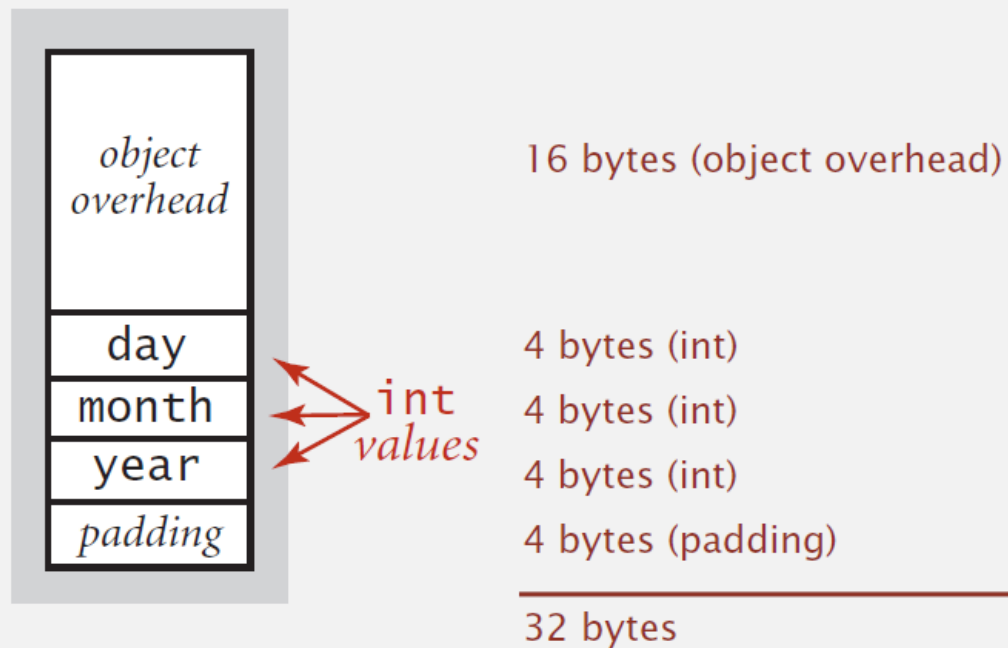 object
overhead
16 bytes (object overhead)
day
4 bytes (int)
month
4 bytes (int)
int
values
year
4 bytes (int)
padding
4 bytes (padding)
32 bytes